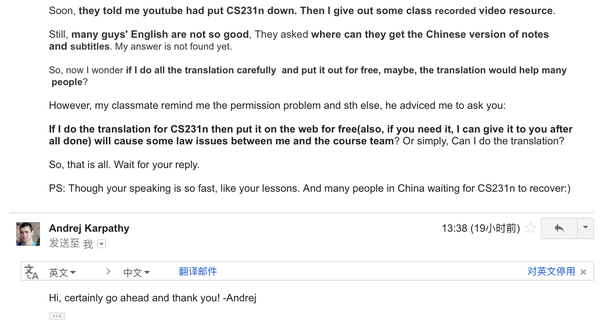 Soon, they told me youtube had put CS231n down. Then I give out some class recorded video resource.
Still, many guys' English are not so good, They asked where can they get the Chinese version of notes
and subtitles. My answer is not found yet.
So, now I wonder if I do all the translation carefully and put it out for free, maybe, the translation would help many
people?
However, my classmate remind me the permission problem and sth else, he adviced me to ask you:
If I do the translation for CS231n then put it on the web for free(also, if you need it, I can give it to you after
all done) will cause some law issues between me and the course team? Or simply, Can I do the translation?
So, that is all. Wait for your reply.
PS: Though your speaking is so fast, like your lessons. And many people in China waiting for CS231n to recover:)
Andrej Karpathy
13:38 (19小时前)
发送至 我
英文
中文
翻译邮件
对英文停用
Hi, certainly go ahead and thank you! -Andrej